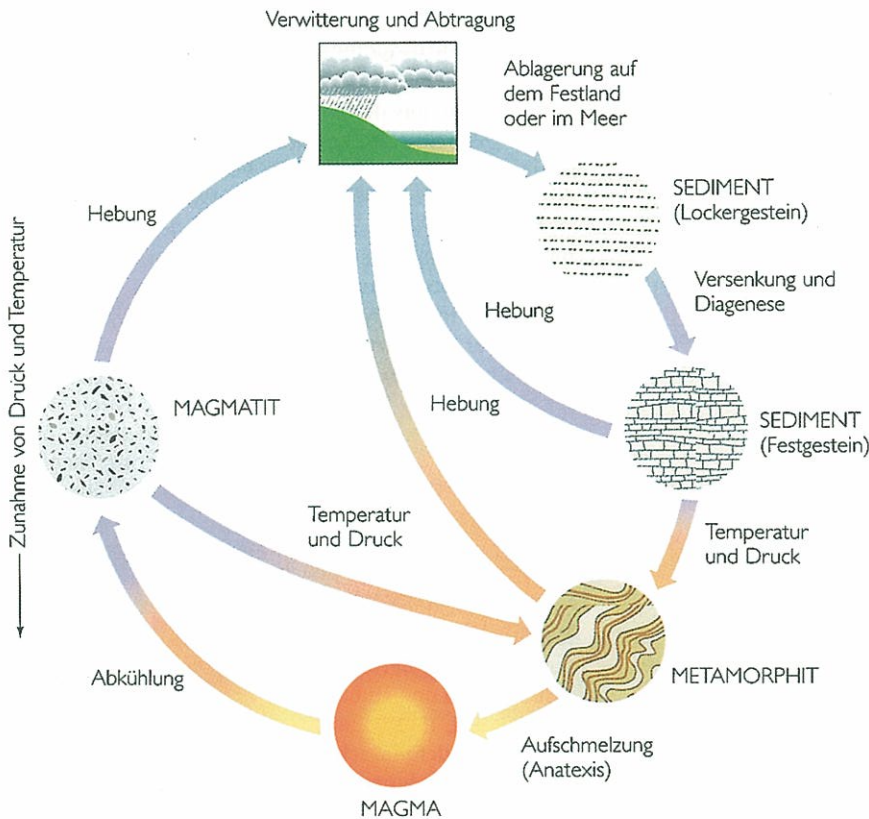 Verwitterung und Abtragung
Ablagerung auf
dem Festland
oder im Meer
SEDIMENT
(Lockergestein)
Hebung
Versenkung und
Diagenese
Hebung
Zunahme von Druck und Temperatur
MAGMATIT
Hebung
SEDIMENT
(Festgestein)
Temperatur
und Druck
Temperatur
und Druck
METAMORPHIT
Abkühlung
Aufschmelzung
(Anatexis)
MAGMA